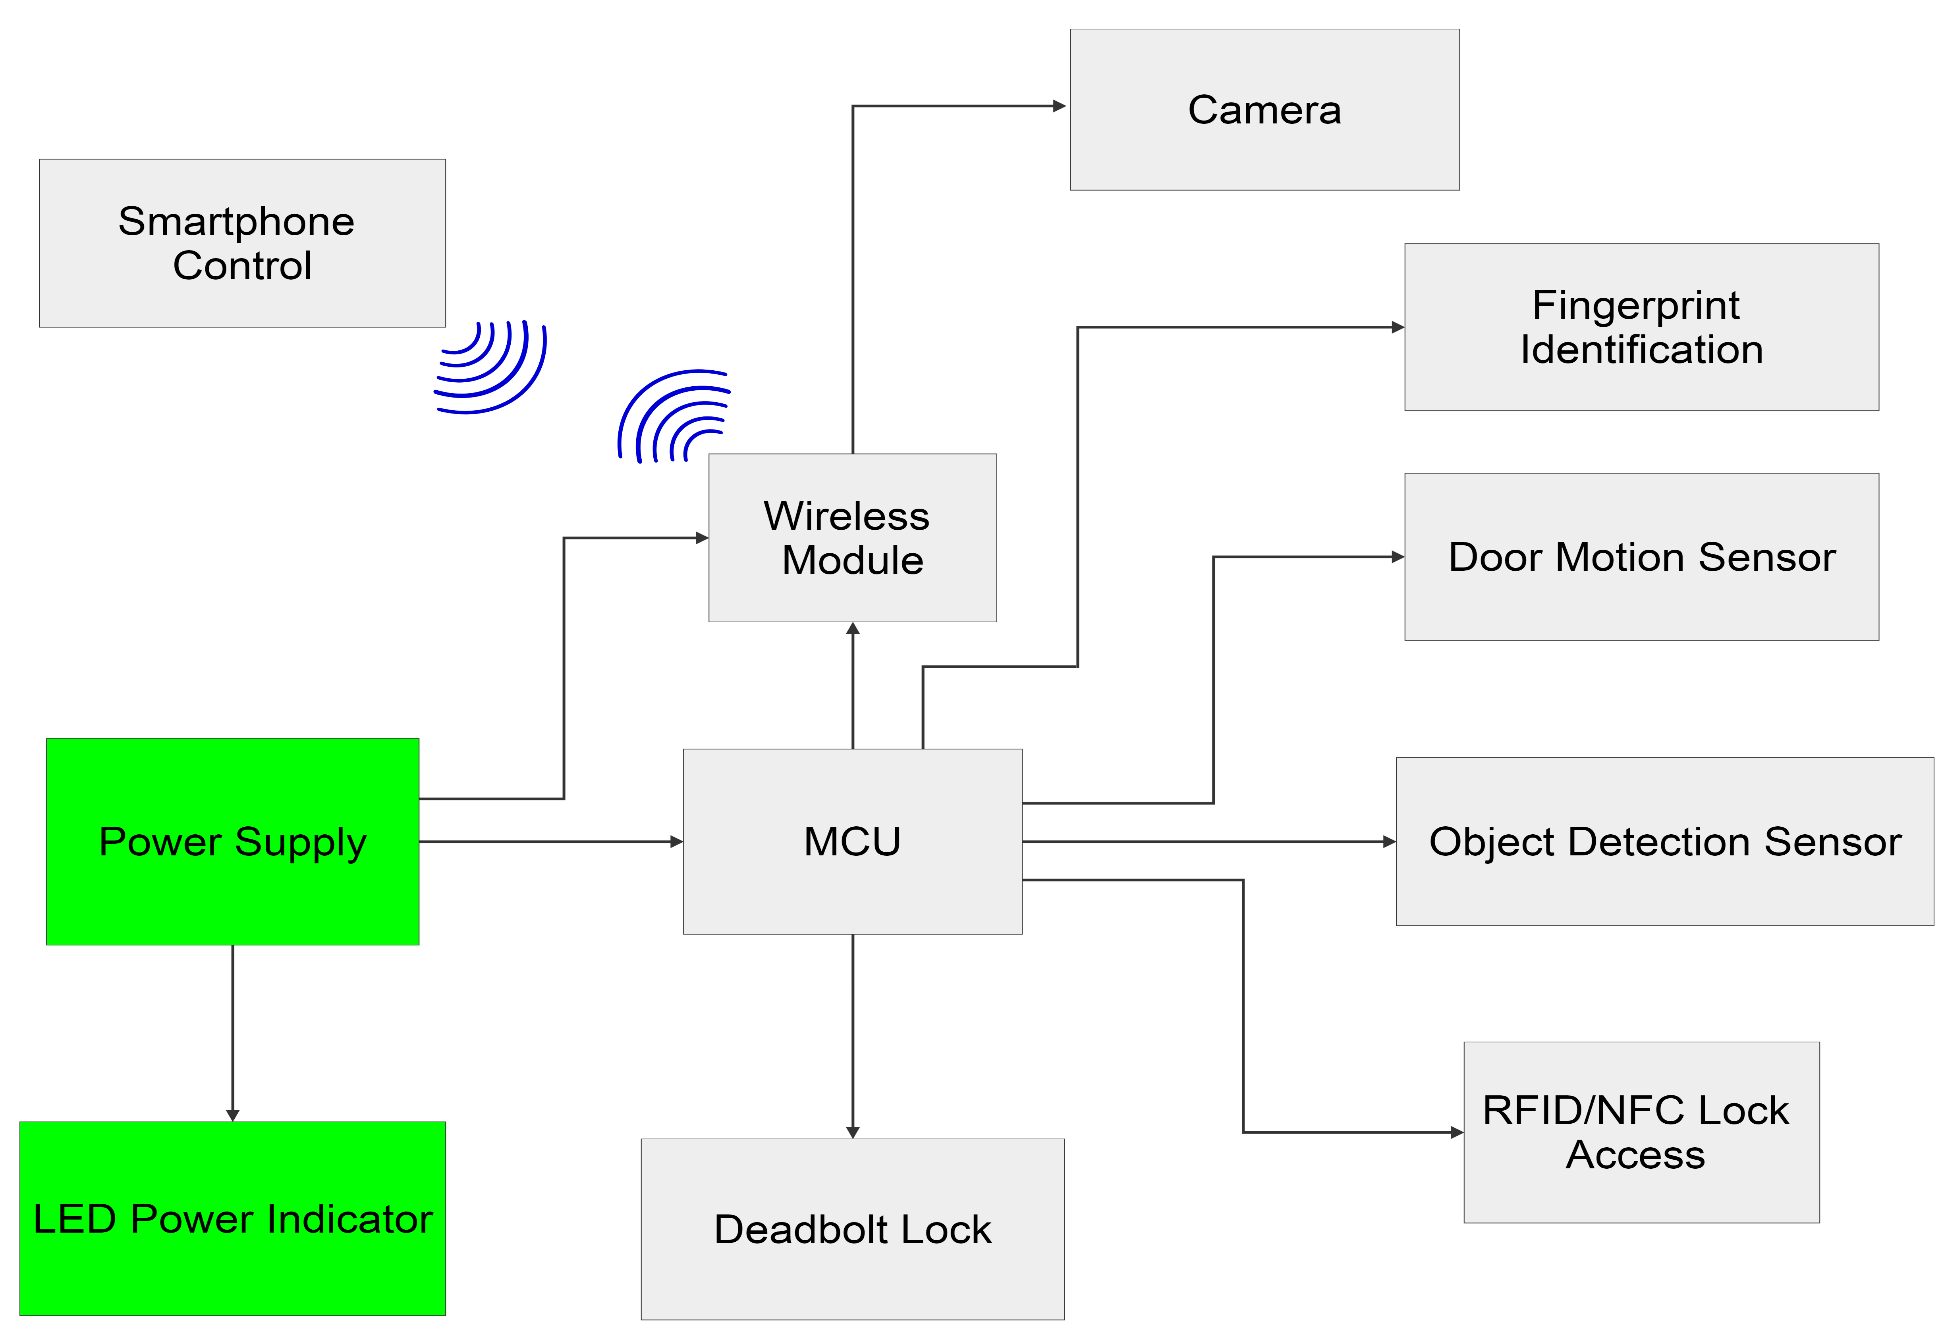 Camera
Smartphone
Control
Fingerprint
Identification
Wireless
Module
Door Motion Sensor
Power Supply
MCU
Object Detection Sensor
RFID/NFC Lock
Access
LED Power Indicator
Deadbolt Lock